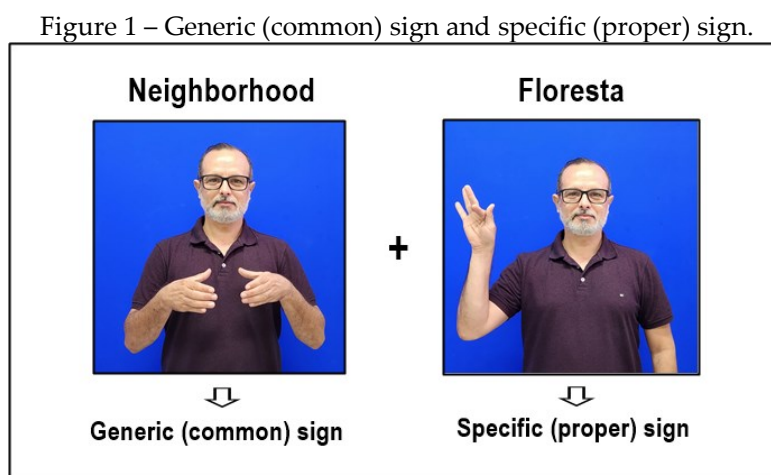 Figure 1 – Generic (common) sign and specific (proper) sign.
Neighborhood
Floresta
+
Generic (common) sign
Specific (proper) sign